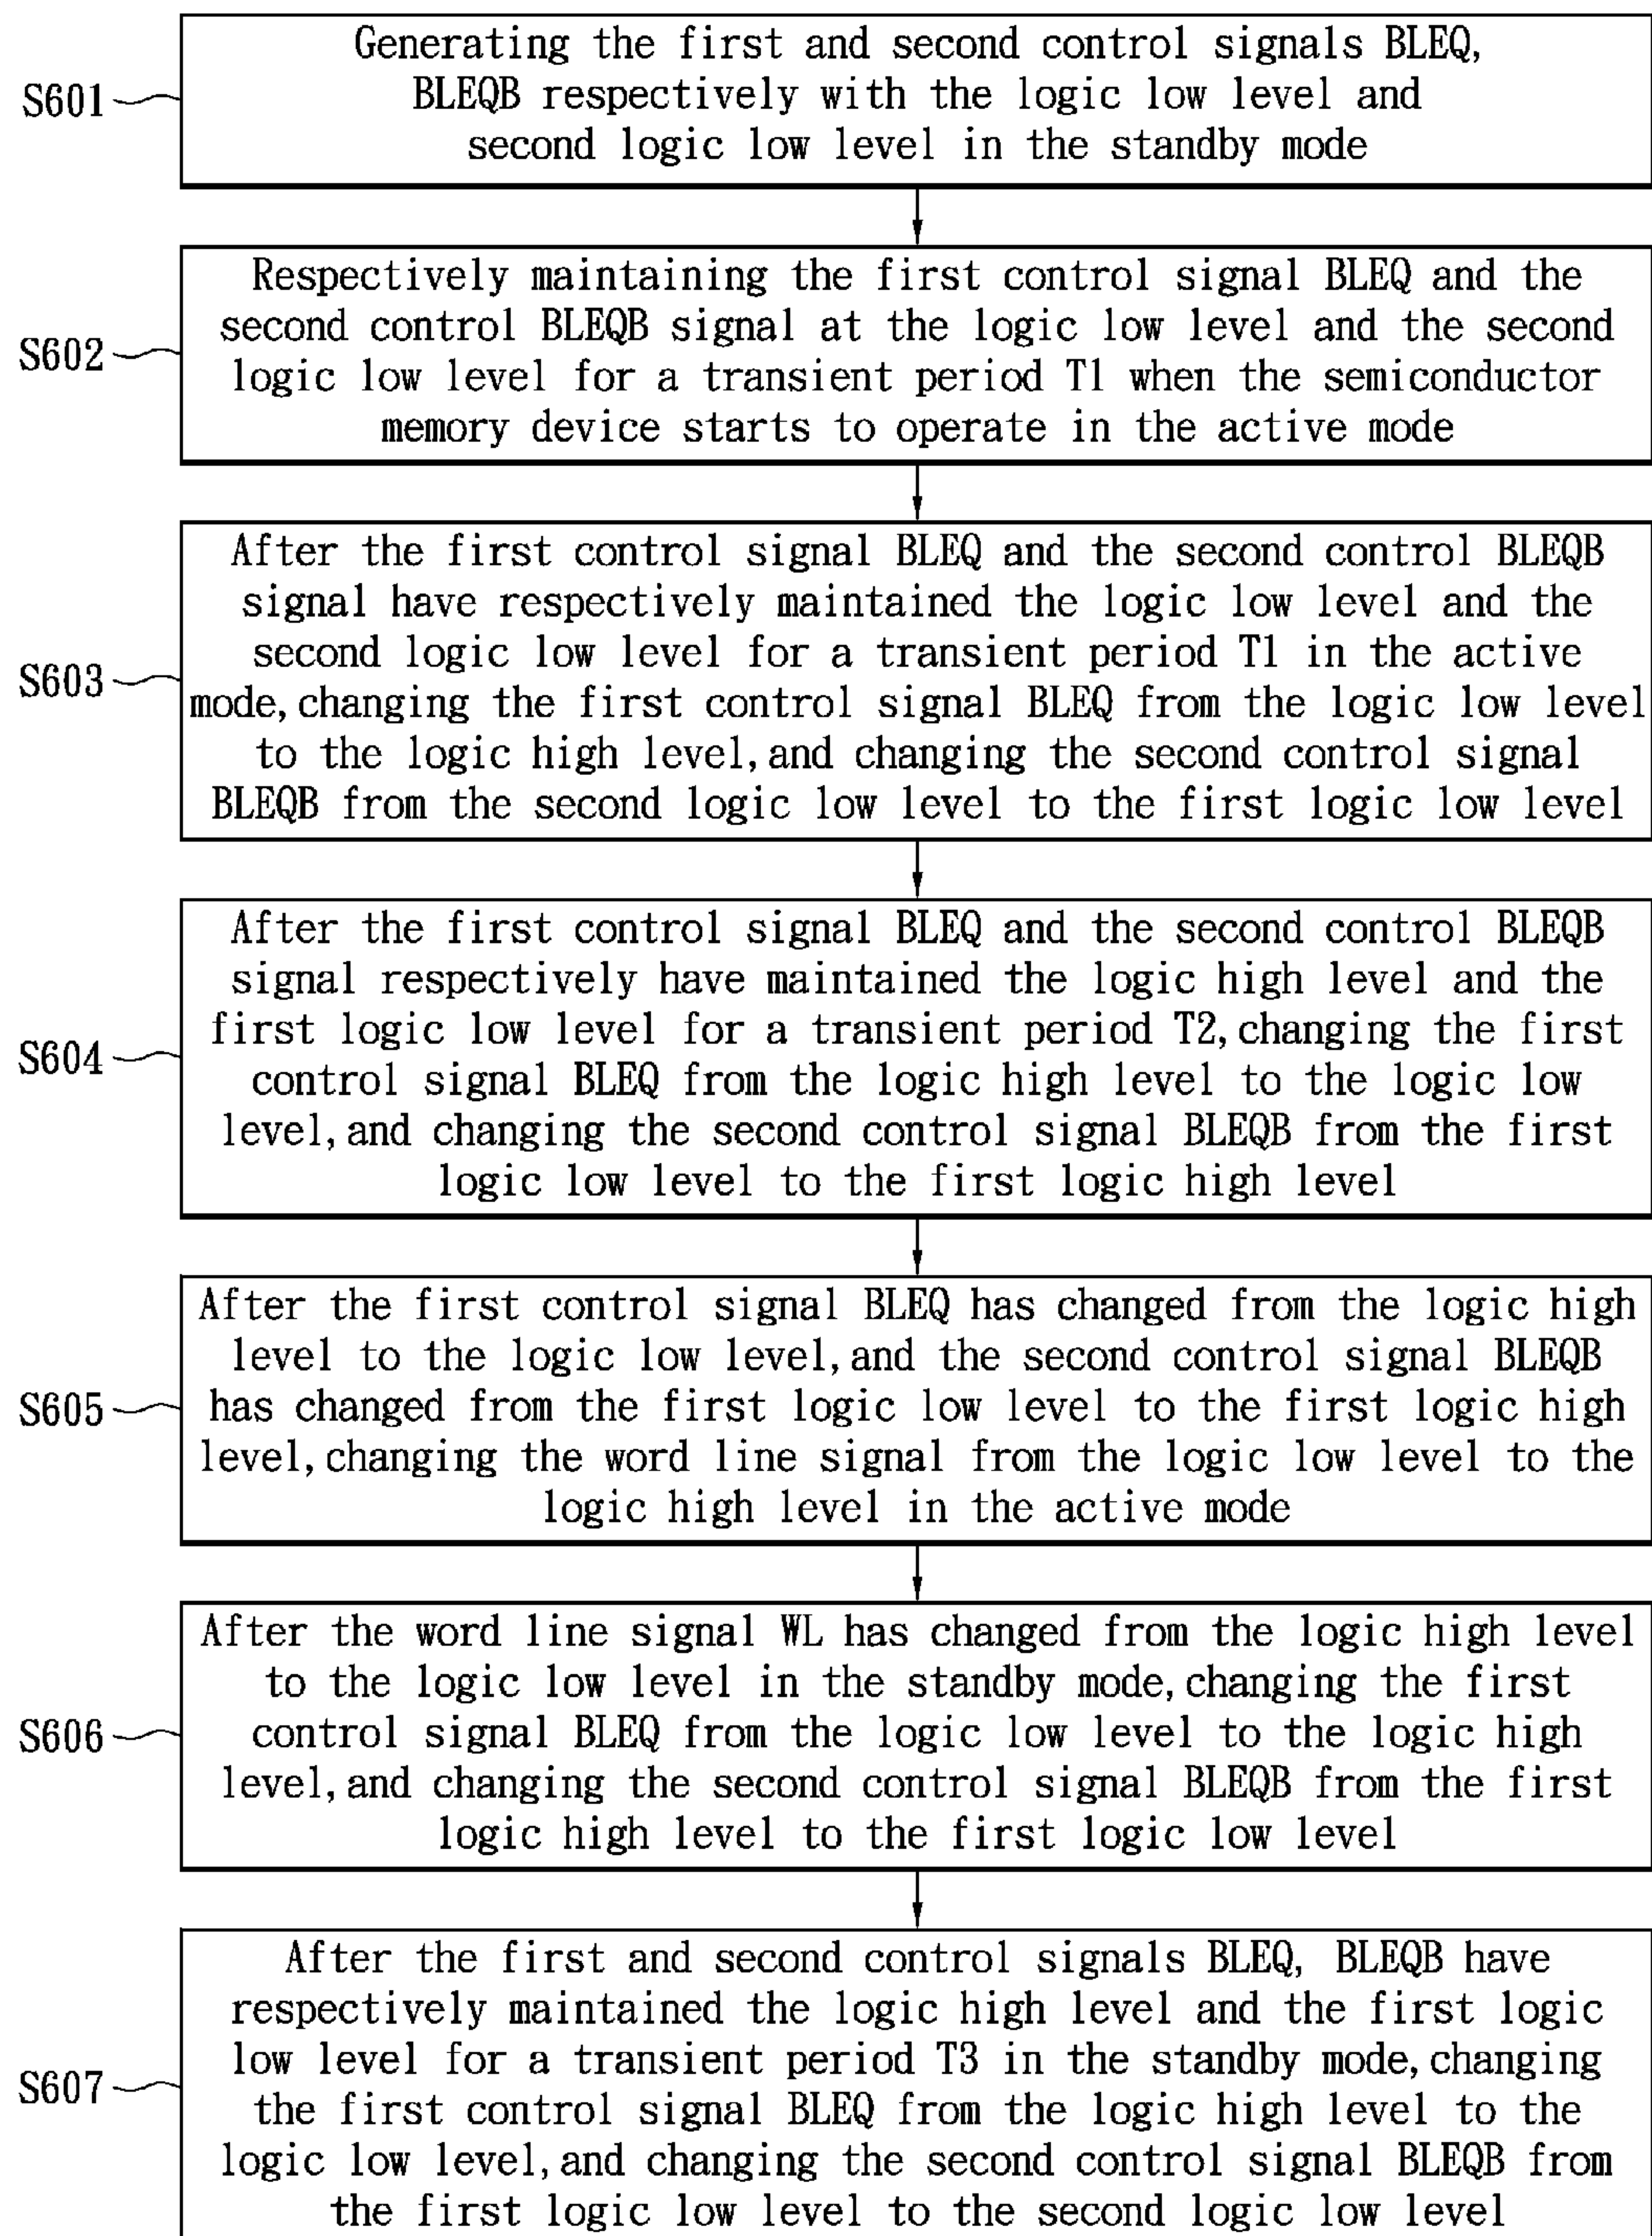 Generating the first and second control signals BLEQ,
BLEQB respectively with the logic low level and
second logic low level in the standby mode
S601
Respectively maintaining the first control signal BLEQ and the
second control BLEQB signal at the logic low level and the second
logic low level for a transient period T1 when the semiconductor
memory device starts to operate in the active mode
S602
After the first control signal BLEQ and the second control BLEQB
signal have respectively maintained the logic low level and the
second logic low level for a transient period T1 in the active
mode, changing the first control signal BLEQ from the logic low level
to the logic high level, and changing the second control signal
BLEQB from the second logic low level to the first logic low level
S603
After the first control signal BLEQ and the second control BLEQB
signal respectively have maintained the logic high level and the
first logic low level for a transient period T2, changing the first
control signal BLEQ from the logic high level to the logic low
level, and changing the second control signal BLEQB from the first
logic low level to the first logic high level
S604
After the first control signal BLEQ has changed from the logic high
level to the logic low level, and the second control signal BLEQB
has changed from the first logic low level to the first logic high
level, changing the word line signal from the logic low level to the
logic high level in the active mode
S605
After the word line signal WL has changed from the logic high level
to the logic low level in the standby mode, changing the first
control signal BLEQ from the logic low level to the logic high
level, and changing the second control signal BLEQB from the first
logic high level to the first logic low level
S606
After the first and second control signals BLEQ, BLEQB have
respectively maintained the logic high level and the first logic
low level for a transient period T3 in the standby mode, changing
the first control signal BLEQ from the logic high level to the
logic low level, and changing the second control signal BLEQB from
the first logic low level to the second logic low level
S607